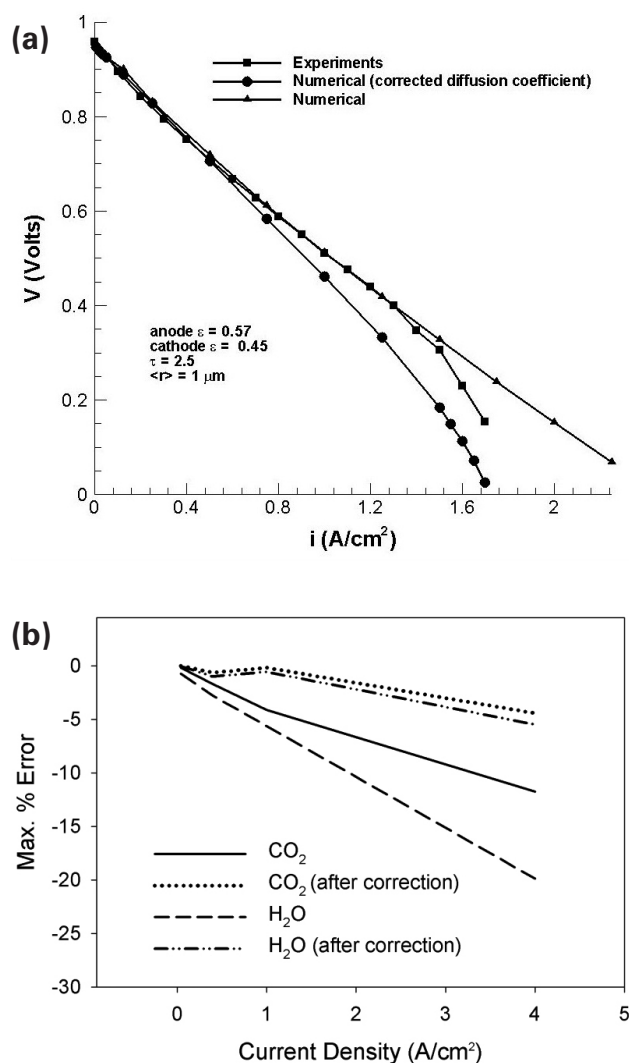 (a)
1
0.8
0.6
0.4
0.2
0
V (Volts)
Experiments
Numerical (corrected diffusion coefficient)
Numerical
anode ε = 0.57
cathode ε = 0.45
τ = 2.5
<r> = 1 μm
0 0.4 0.8 1.2 1.6 2
i (A/cm²)
(b)
0
-5
-10
-15
-20
-25
-30
Max. % Error
CO₂
CO₂ (after correction)
H₂O
H₂O (after correction)
0 1 2 3 4 5
Current Density (A/cm²)